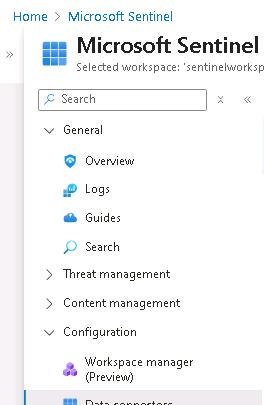 Home > Microsoft Sentinel
Microsoft Sentinel
Selected workspace: 'sentinelworksp
Search
General
Overview
Logs
Guides
Search
Threat management
Content management
Configuration
Workspace manager
(Preview)
Data connectors